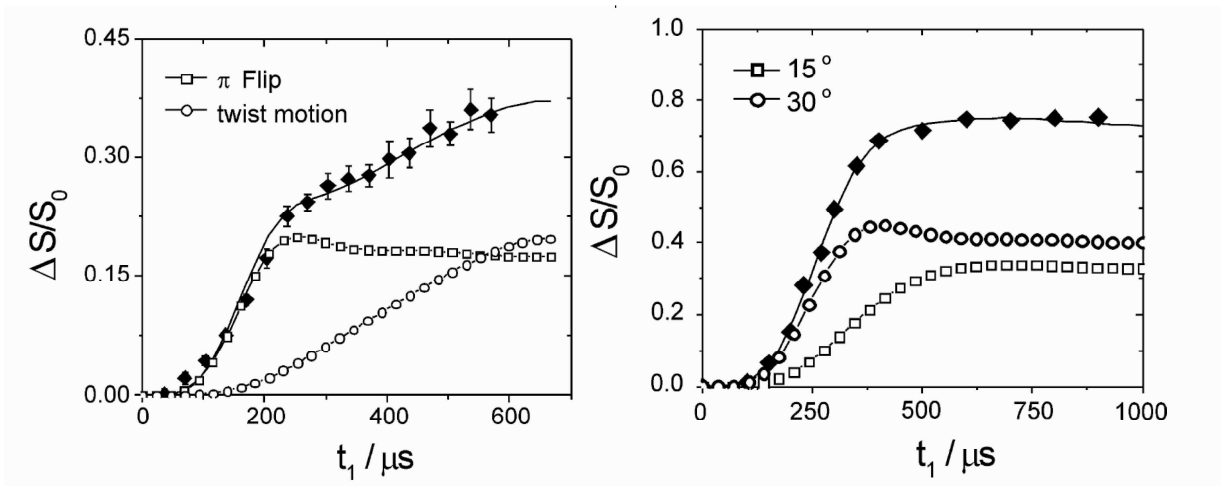 0.45
0.30
0.15
0.00
ΔS/S₀
π Flip
twist motion
0 200 400 600
t₁ / μs
1.0
0.8
0.6
0.4
0.2
0.0
ΔS/S₀
15 °
30 °
0 250 500 750 1000
t₁ / μs